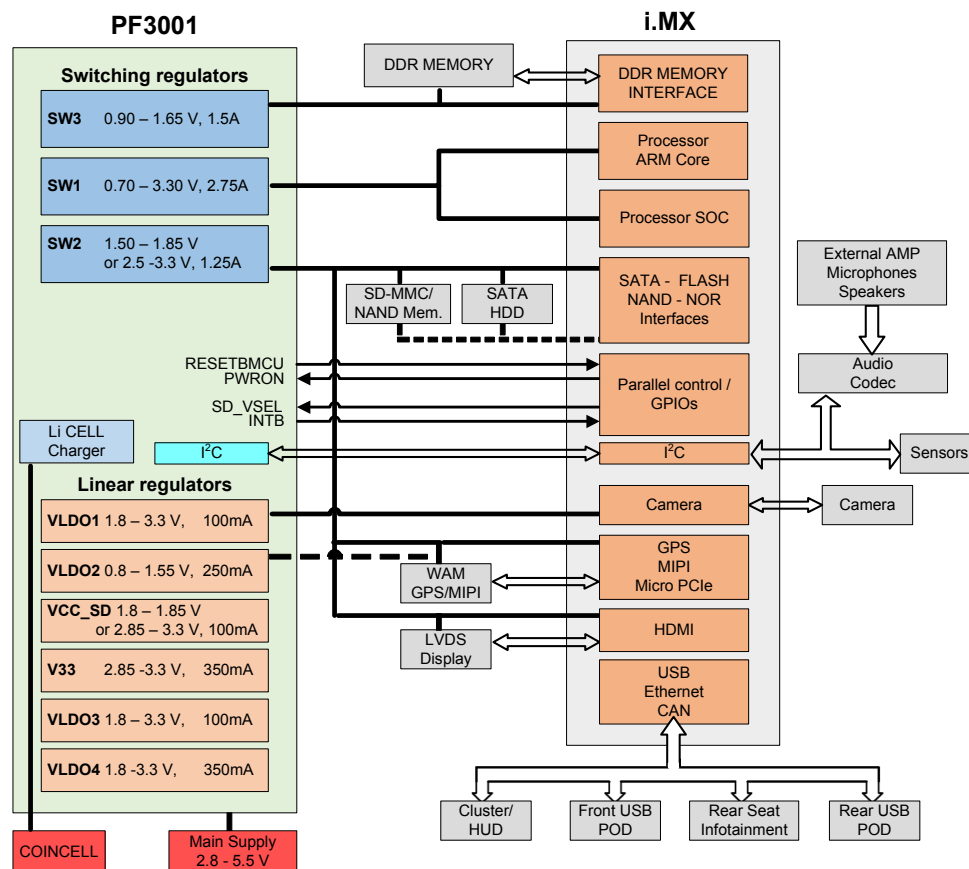 PF3001
i.MX
Switching regulators
SW3 0.90 – 1.65 V, 1.5A
SW1 0.70 – 3.30 V, 2.75A
SW2 1.50 – 1.85 V
or 2.5 -3.3 V, 1.25A
RESETBMCU
PWRON
SD_VSEL
INTB
Li CELL
Charger
I²C
Linear regulators
VLDO1 1.8 – 3.3 V, 100mA
VLDO2 0.8 – 1.55 V, 250mA
VCC_SD 1.8 – 1.85 V
or 2.85 – 3.3 V, 100mA
V33 2.85 -3.3 V, 350mA
VLDO3 1.8 – 3.3 V, 100mA
VLDO4 1.8 -3.3 V, 350mA
COINCELL
Main Supply
2.8 - 5.5 V
DDR MEMORY
SD-MMC/
NAND Mem.
SATA
HDD
WAM
GPS/MIPI
LVDS
Display
DDR MEMORY
INTERFACE
Processor
ARM Core
Processor SOC
SATA - FLASH
NAND - NOR
Interfaces
Parallel control /
GPIOs
I²C
Camera
GPS
MIPI
Micro PCIe
HDMI
USB
Ethernet
CAN
External AMP
Microphones
Speakers
Audio
Codec
Sensors
Camera
Cluster/
HUD
Front USB
POD
Rear Seat
Infotainment
Rear USB
POD